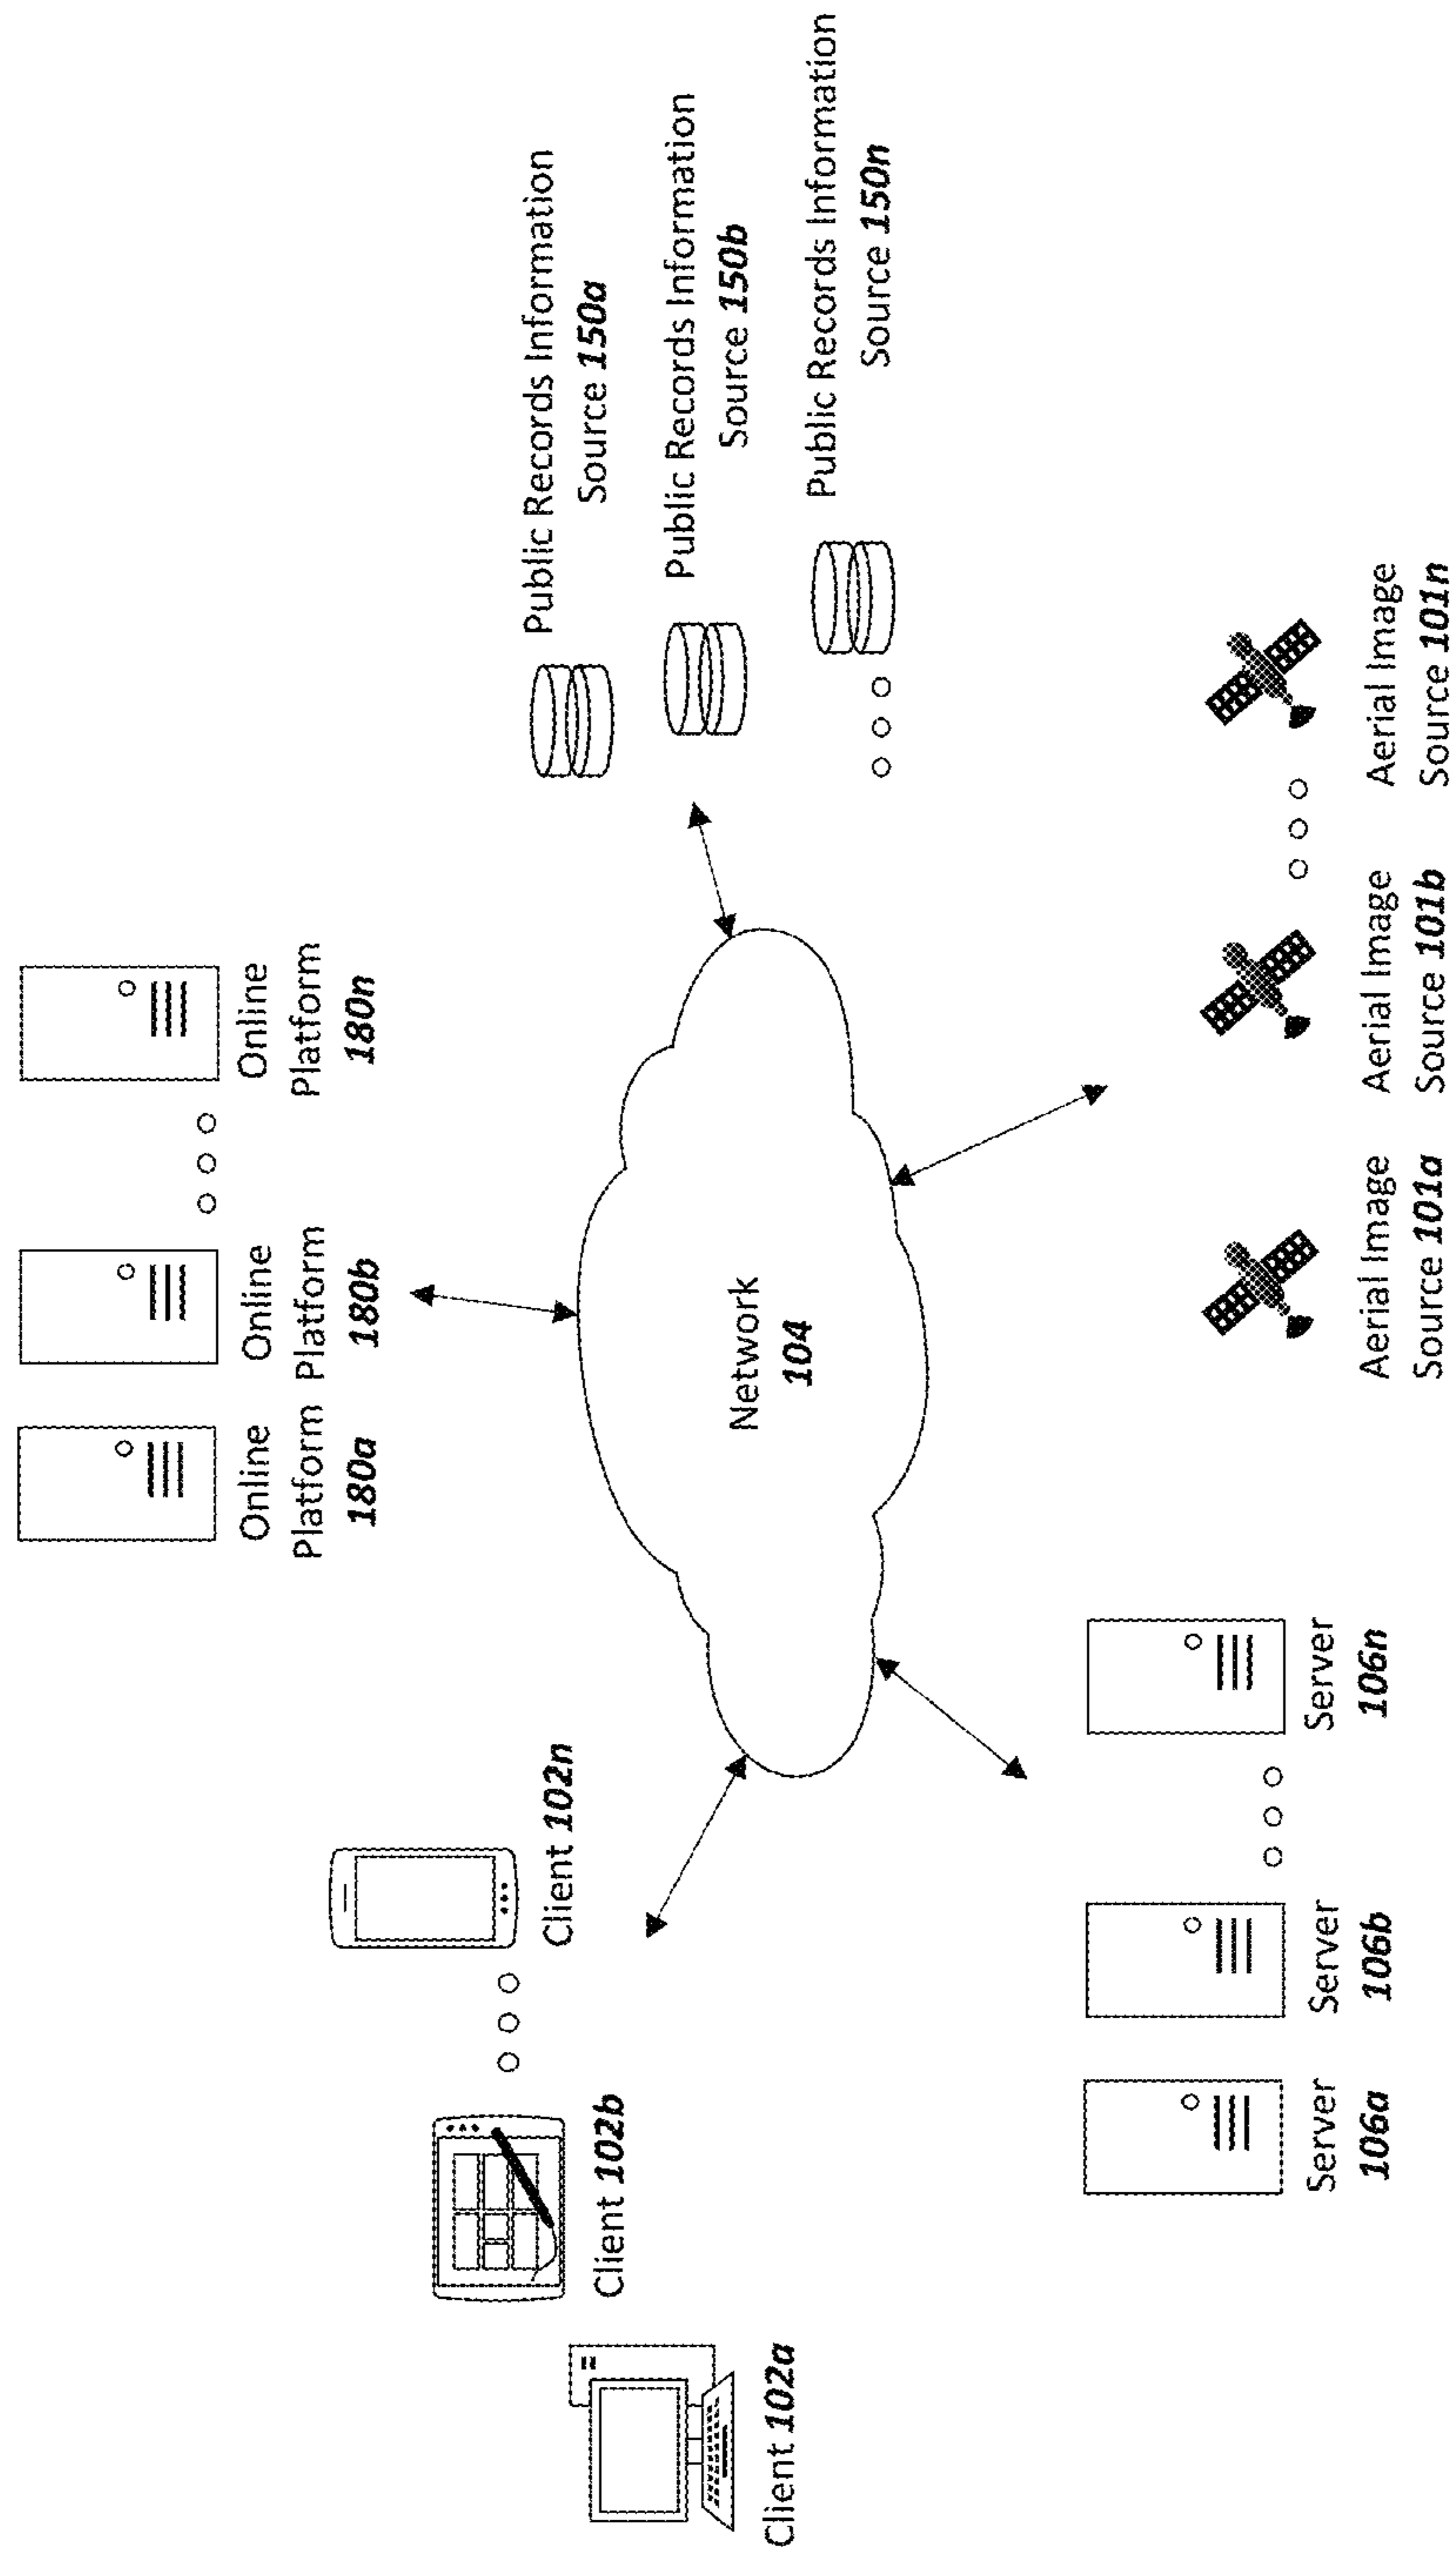 Online
Platform
180a
Online
Platform
180b
Online
Platform
180n
Client 102a
Client 102b
Client 102n
Public Records Information
Source 150a
Public Records Information
Source 150b
Public Records Information
Source 150n
Network
104
Server
106a
Server
106b
Server
106n
Aerial Image
Source 101a
Aerial Image
Source 101b
Aerial Image
Source 101n